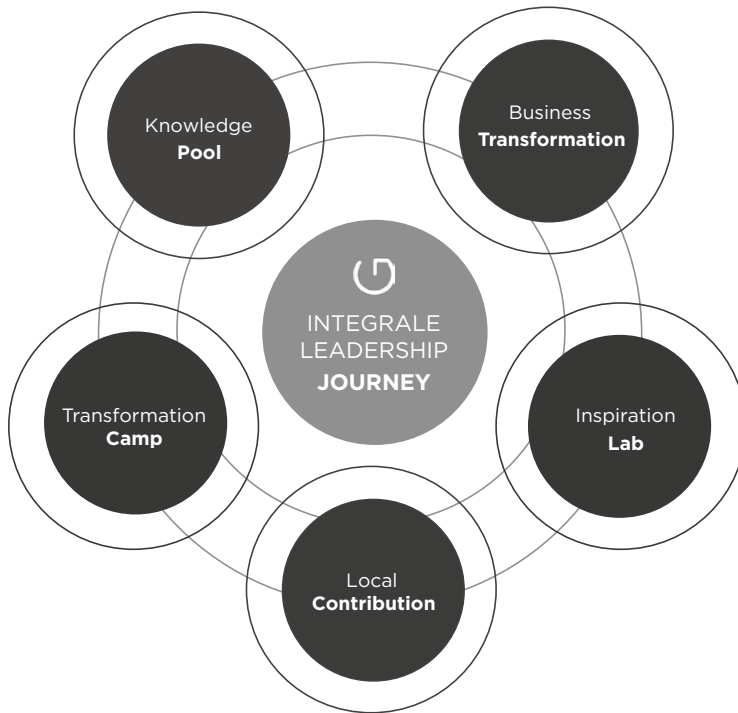 Knowledge
Pool
Business
Transformation
INTEGRALE
LEADERSHIP
JOURNEY
Transformation
Camp
Inspiration
Lab
Local
Contribution